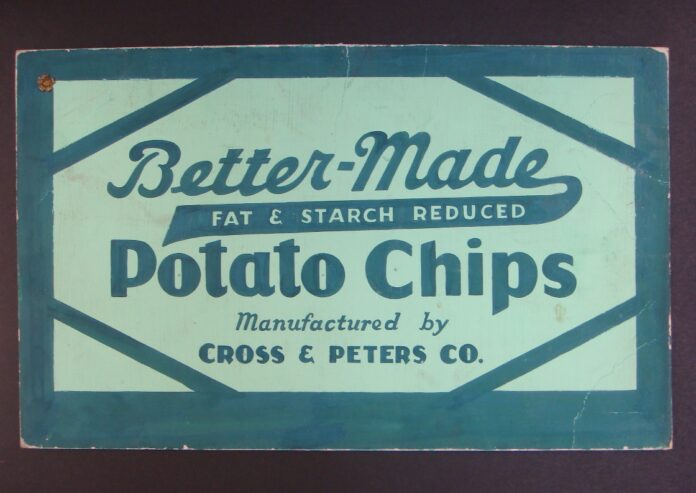 Better-Made
FAT & STARCH REDUCED
Potato Chips
Manufactured by
CROSS & PETERS CO.